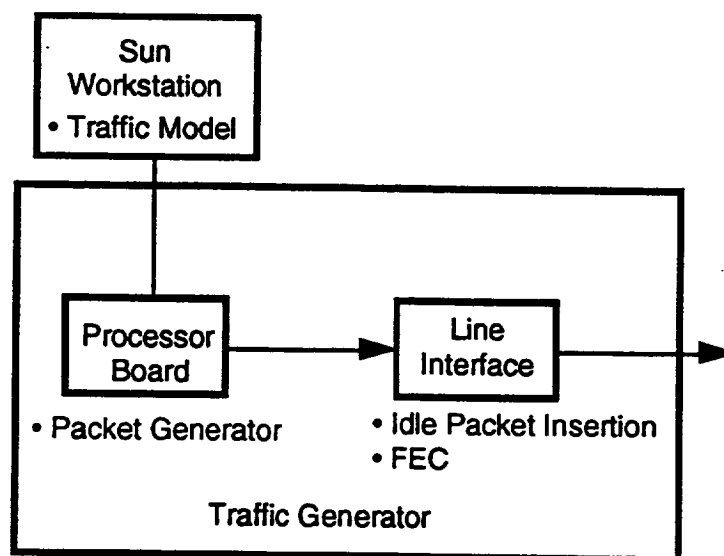 Sun
Workstation
• Traffic Model
Processor
Board
Line
Interface
• Packet Generator
• Idle Packet Insertion
• FEC
Traffic Generator